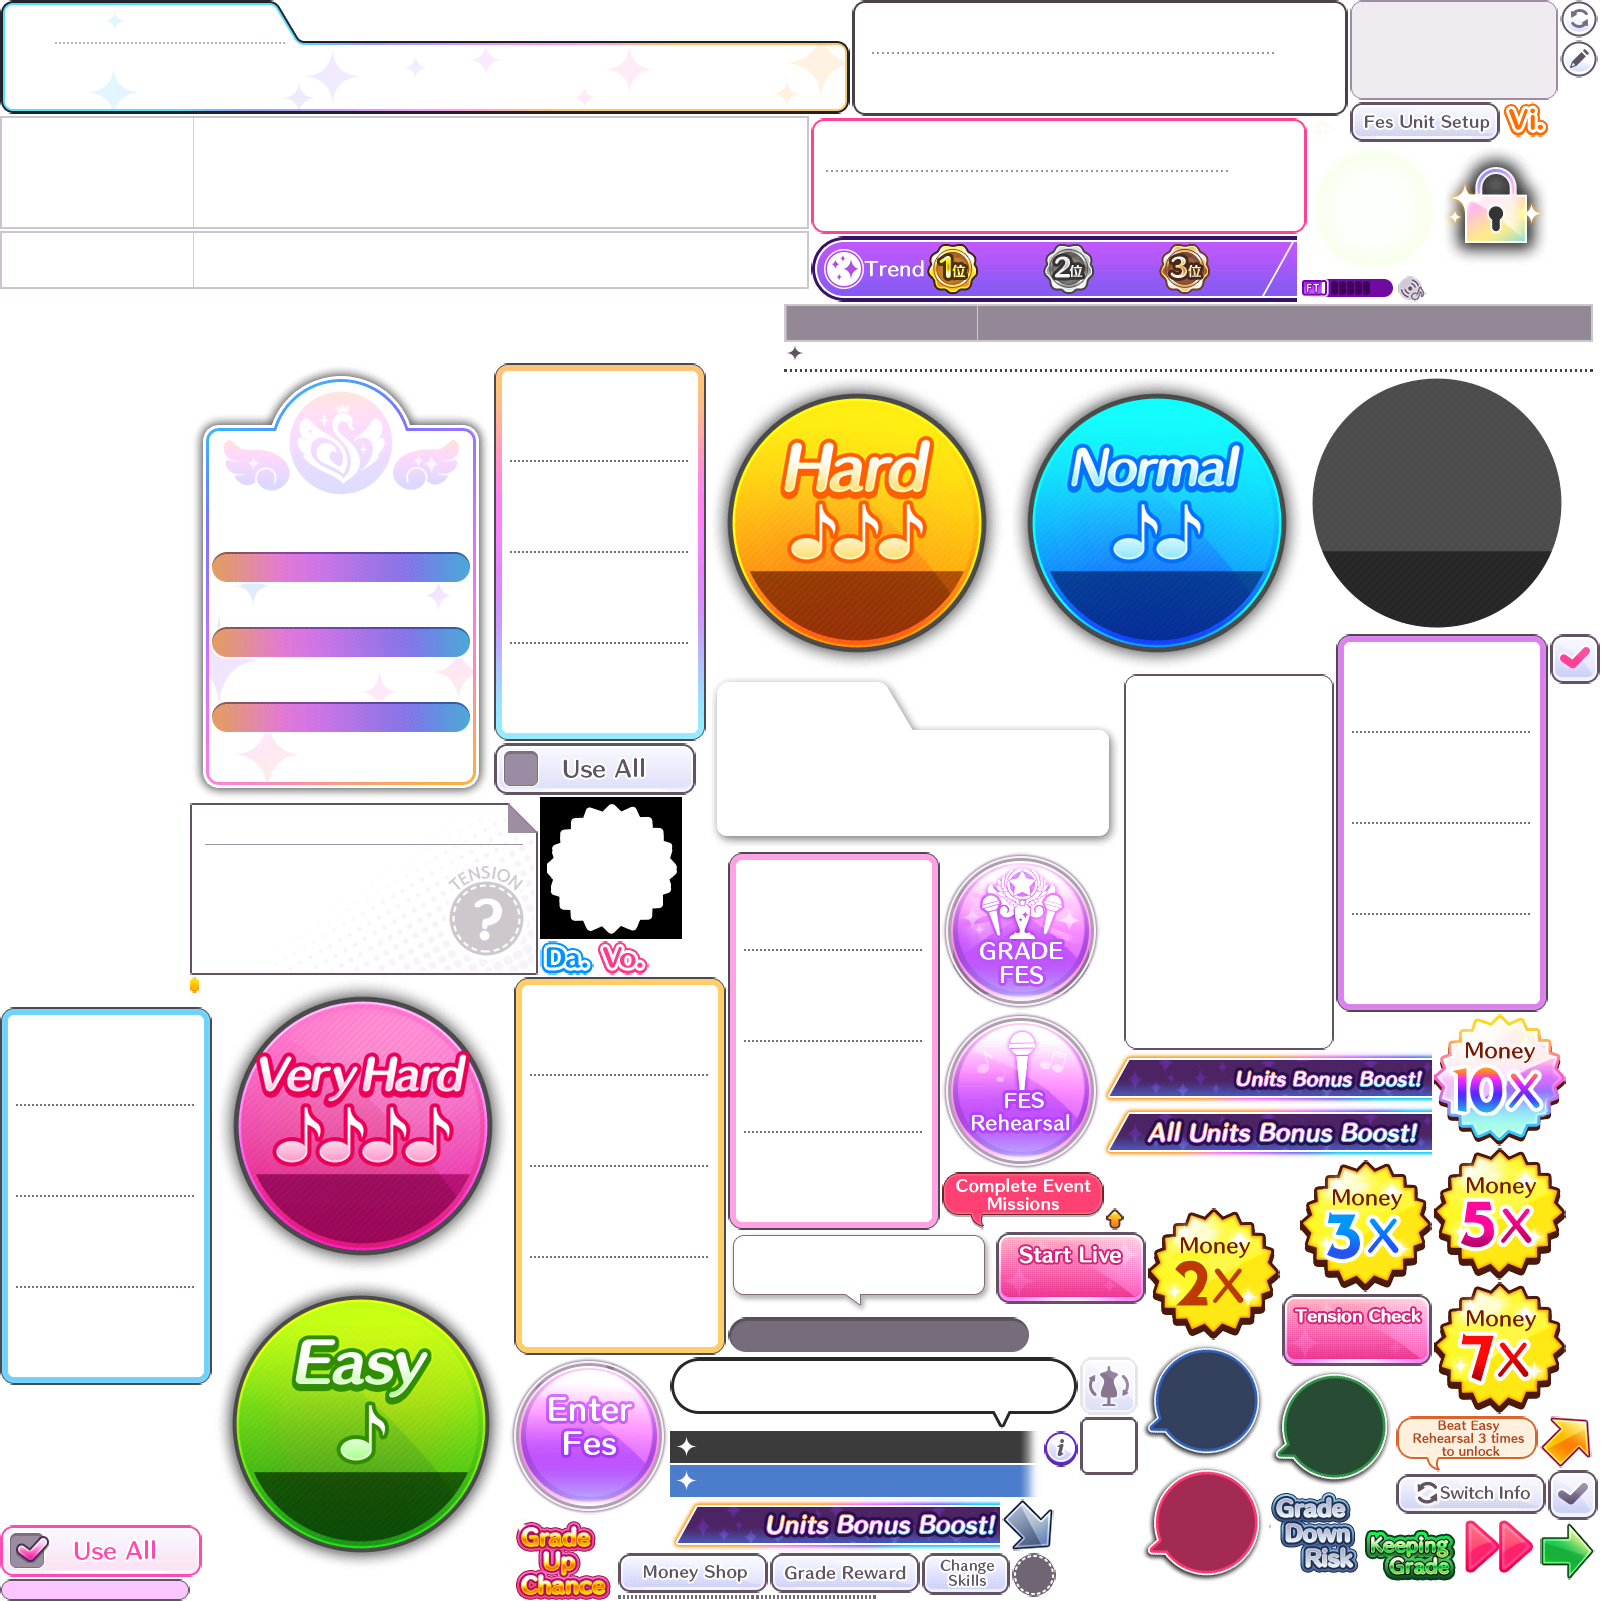 Fes Unit Setup
Vi.
Trend
1位
2位
3位
FT
Hard
Normal
Use All
TENSION
?
Da.
Vo.
GRADE
FES
Very Hard
FES
Rehearsal
Units Bonus Boost!
All Units Bonus Boost!
Money
10X
Complete Event
Missions
Start Live
Money
2X
Money
3X
Money
5X
Tension Check
Money
7X
Easy
Enter
Fes
i
Beat Easy
Rehearsal 3 times
to unlock
Switch Info
Units Bonus Boost!
Grade
Up
Chance
Money Shop
Grade Reward
Change
Skills
Grade
Down
Risk
Keeping
Grade
Use All